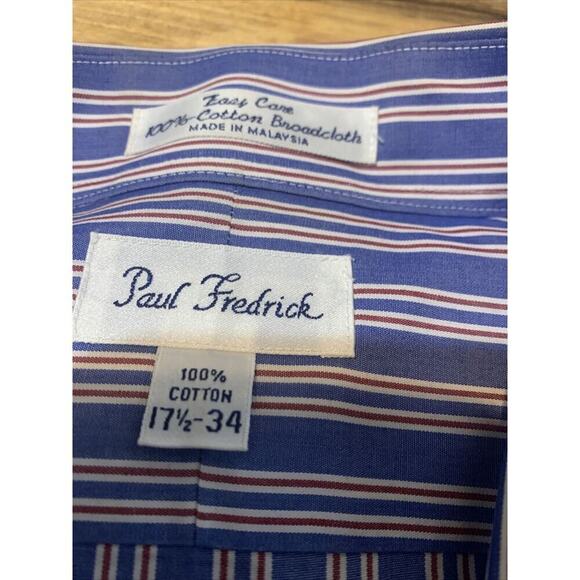 Easy Care
100% Cotton Broadcloth
MADE IN MALAYSIA
Paul Fredrick
100%
COTTON
17½-34